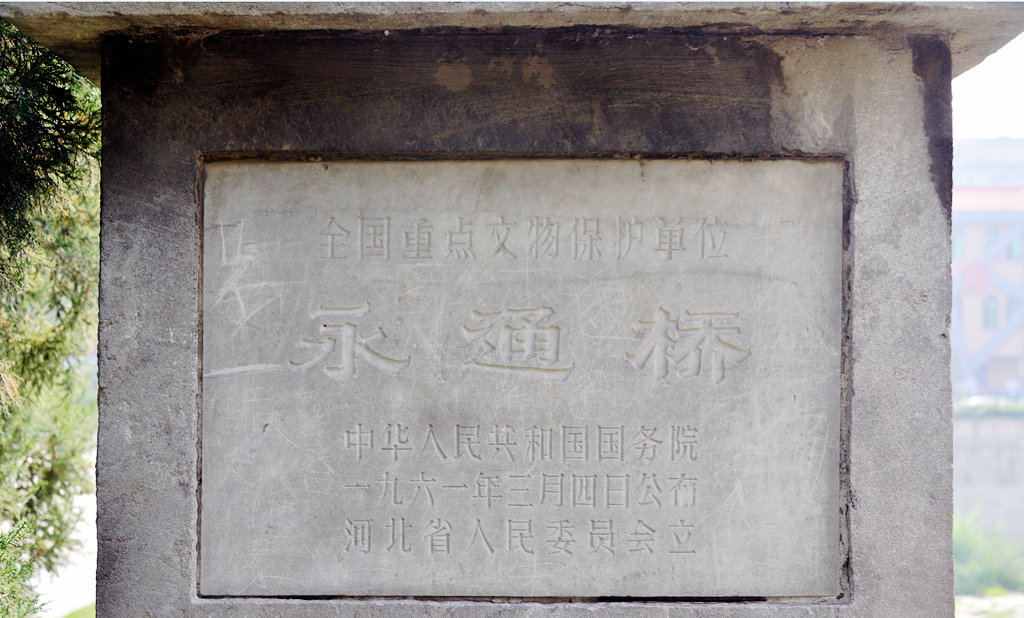 全国重点文物保护单位
永通桥
中华人民共和国国务院
一九六一年三月四日公布
河北省人民委员会立